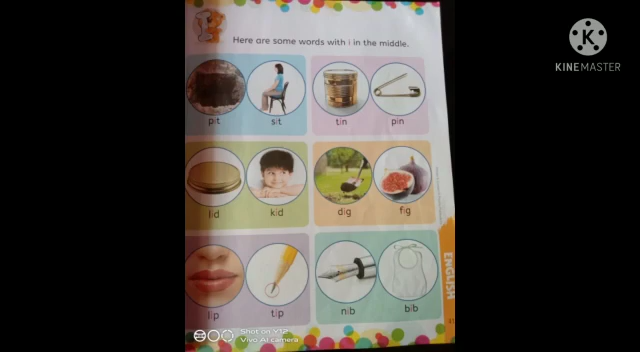 Here are some words with i in the middle.
pit sit tin pin
lid kid dig fig
lip tip nib bib
ENGLISH
KINEMASTER
Shot on Y12
Vivo AI camera